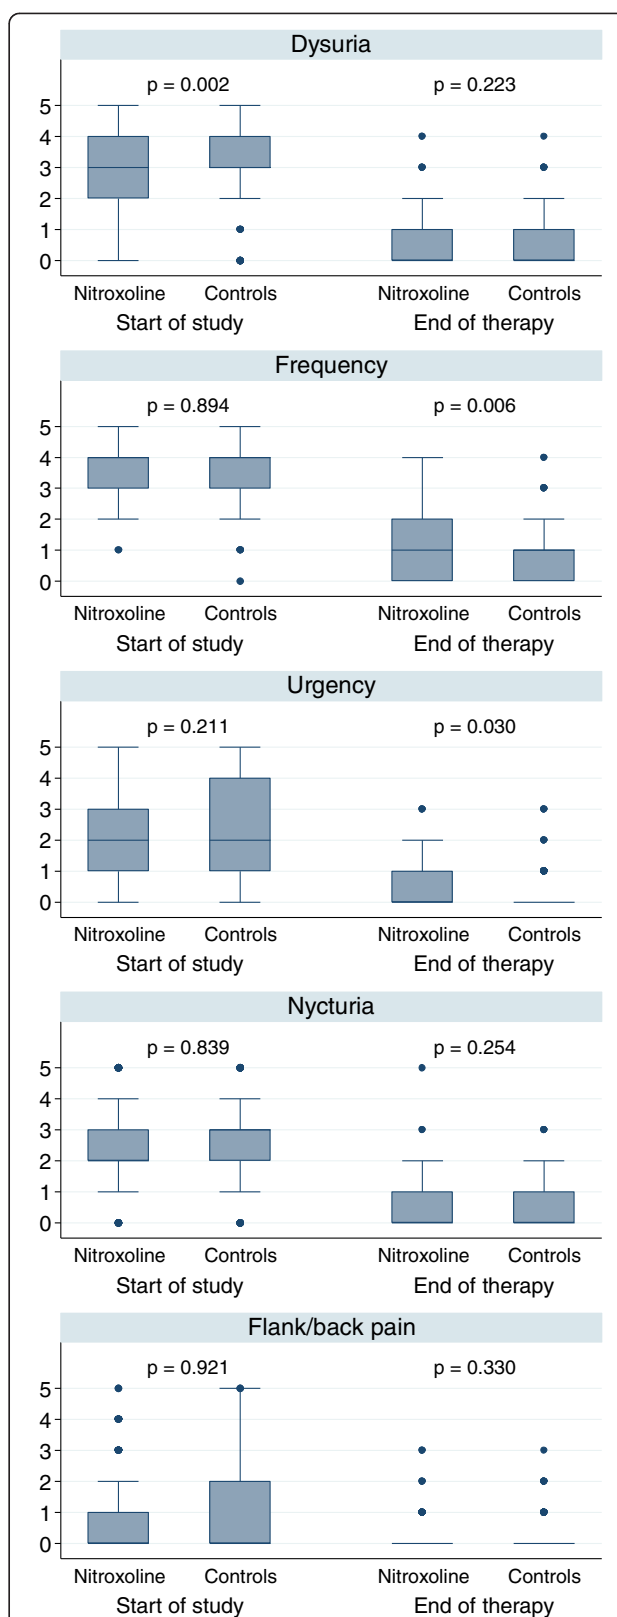 Dysuria
p = 0.002 p = 0.223
5
4
3
2
1
0
Nitroxoline Controls Nitroxoline Controls
Start of study End of therapy
Frequency
p = 0.894 p = 0.006
5
4
3
2
1
0
Nitroxoline Controls Nitroxoline Controls
Start of study End of therapy
Urgency
p = 0.211 p = 0.030
5
4
3
2
1
0
Nitroxoline Controls Nitroxoline Controls
Start of study End of therapy
Nycturia
p = 0.839 p = 0.254
5
4
3
2
1
0
Nitroxoline Controls Nitroxoline Controls
Start of study End of therapy
Flank/back pain
p = 0.921 p = 0.330
5
4
3
2
1
0
Nitroxoline Controls Nitroxoline Controls
Start of study End of therapy